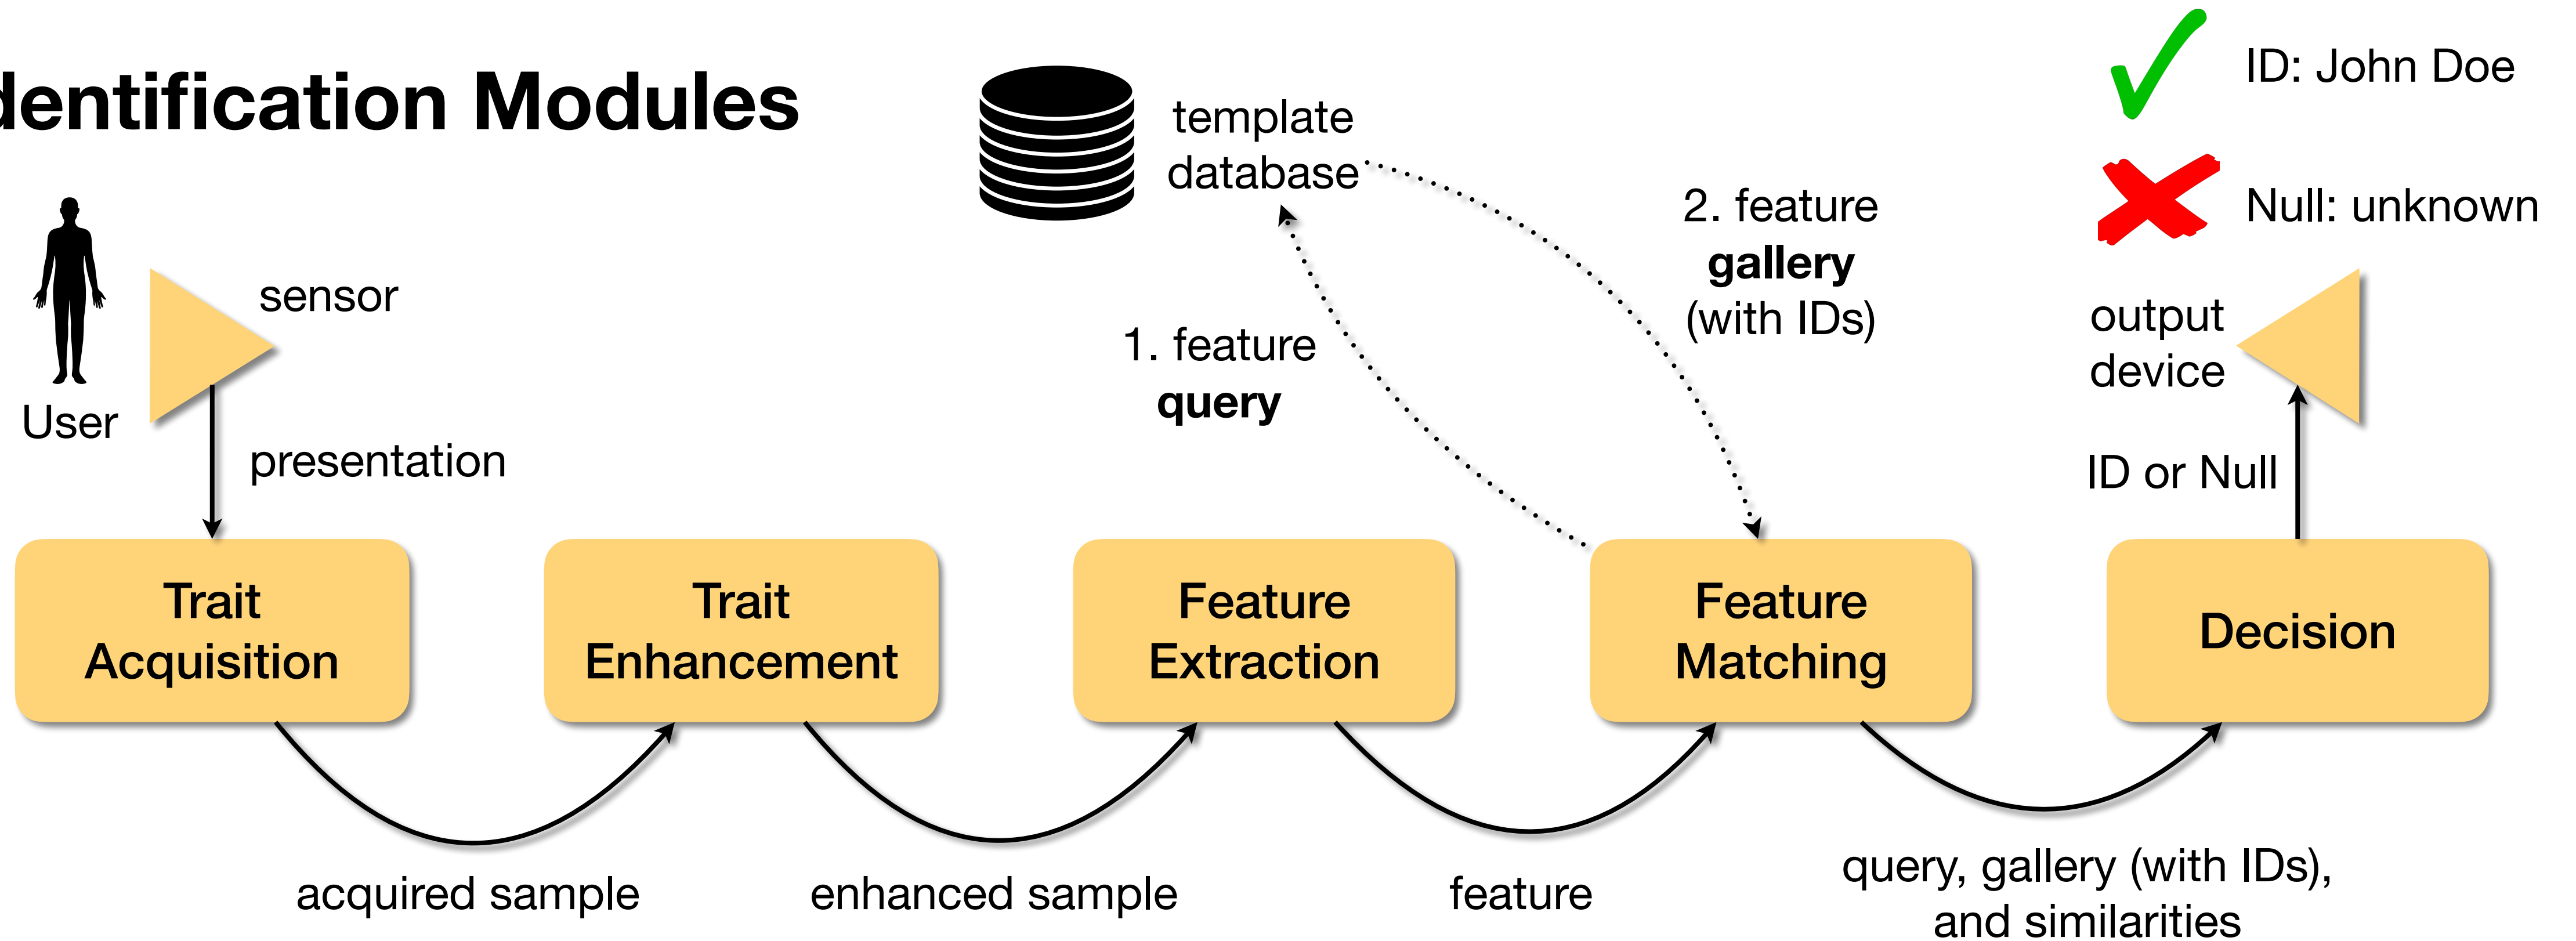 dentification Modules
template
database
ID: John Doe
Null: unknown
2. feature
gallery
(with IDs)
sensor
User
presentation
1. feature
query
output
device
ID or Null
Trait
Acquisition
Trait
Enhancement
Feature
Extraction
Feature
Matching
Decision
acquired sample
enhanced sample
feature
query, gallery (with IDs),
and similarities